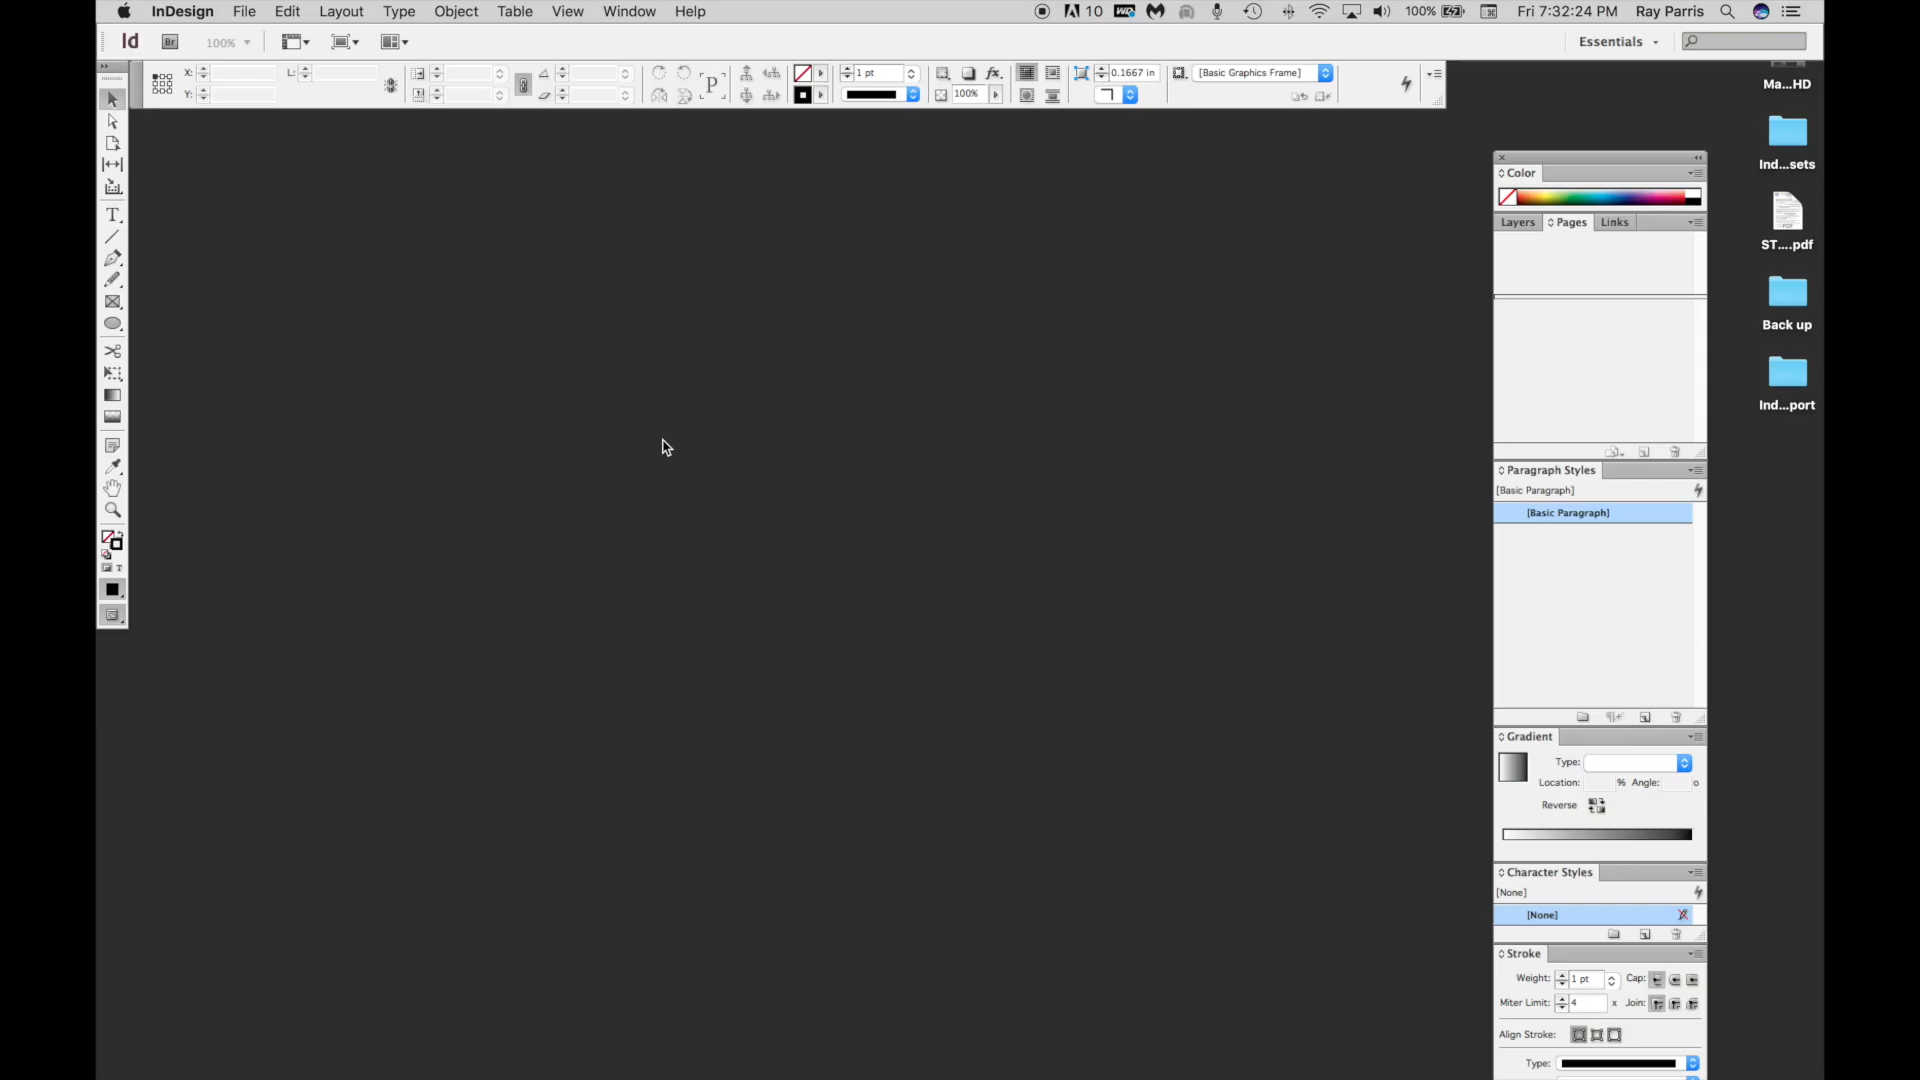 InDesign File Edit Layout Type Object Table View Window Help 10 100% Fri 7:32:24 PM Ray Parris
Id Br 100% Essentials
X: L: 1 pt fx. 0.1667 in [Basic Graphics Frame]
Y: P 100%
Ma...HD
Ind...sets
ST....pdf
Back up
Ind...port
T
T
Color
Layers Pages Links
Paragraph Styles
[Basic Paragraph]
[Basic Paragraph]
Gradient
Type:
Location: % Angle: °
Reverse
Character Styles
[None]
[None]
Stroke
Weight: 1 pt Cap:
Miter Limit: 4 x Join:
Align Stroke:
Type: